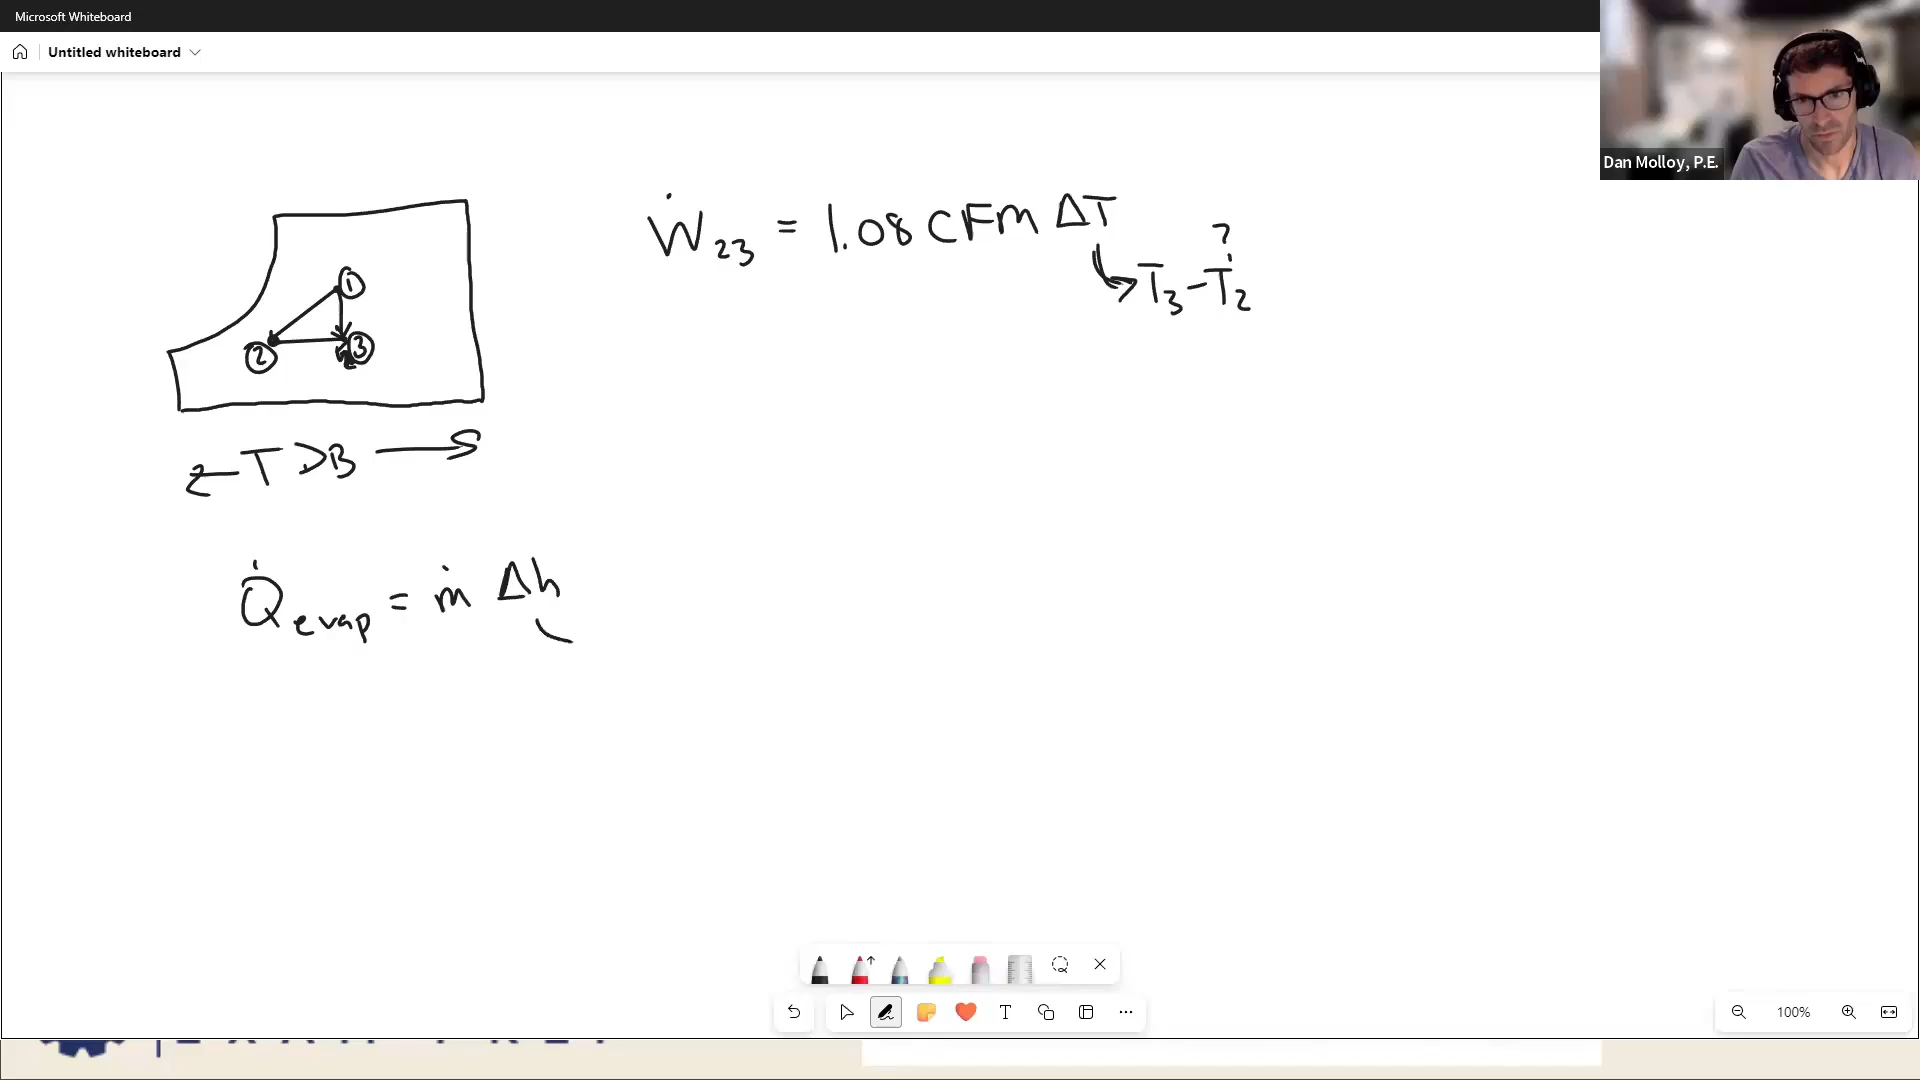 Microsoft Whiteboard
Untitled whiteboard
Dan Molloy, P.E.
Ẇ23 = 1.08 CFM ΔT
?
T3 - T2
①
②
③
TDB
Q̇evap = ṁ Δh
T
100%